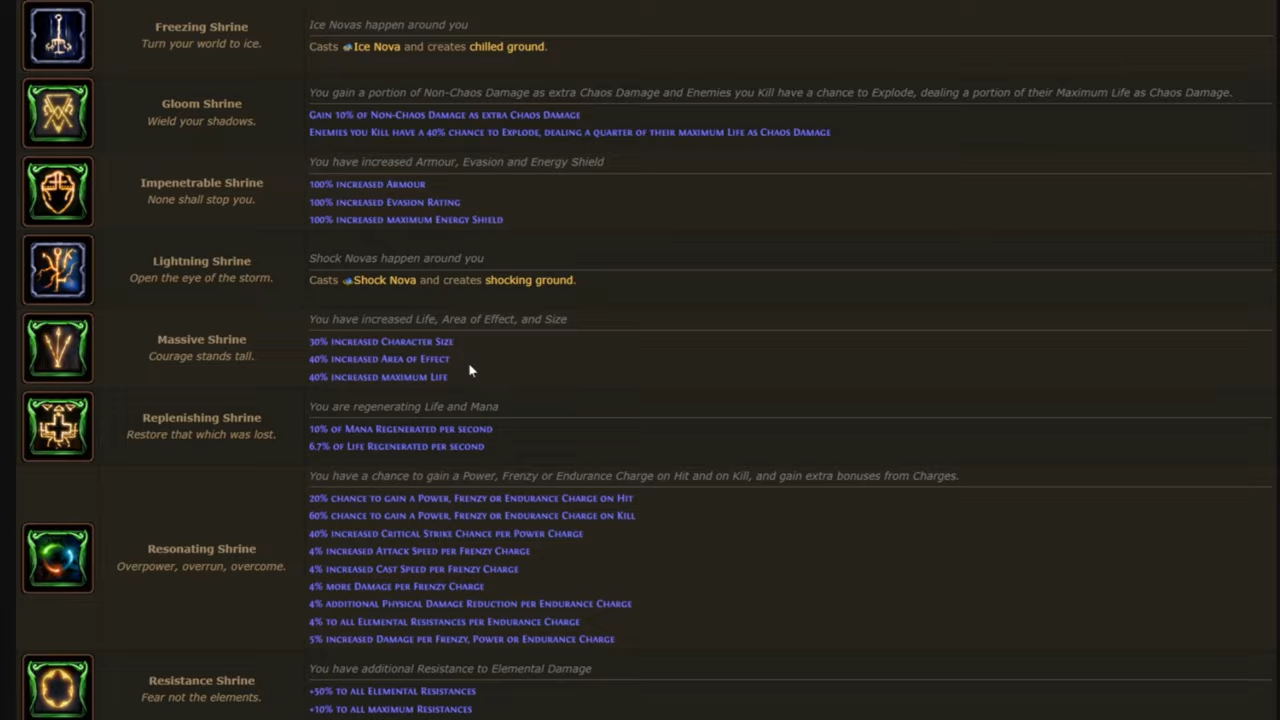 Freezing Shrine
Turn your world to ice.
Ice Novas happen around you
Casts Ice Nova and creates chilled ground.
Gloom Shrine
Wield your shadows.
You gain a portion of Non-Chaos Damage as extra Chaos Damage and Enemies you Kill have a chance to Explode, dealing a portion of their Maximum Life as Chaos Damage.
Gain 10% of Non-Chaos Damage as extra Chaos Damage
Enemies you Kill have a 40% chance to Explode, dealing a quarter of their maximum Life as Chaos Damage
Impenetrable Shrine
None shall stop you.
You have increased Armour, Evasion and Energy Shield
100% increased Armour
100% increased Evasion Rating
100% increased maximum Energy Shield
Lightning Shrine
Open the eye of the storm.
Shock Novas happen around you
Casts Shock Nova and creates shocking ground.
Massive Shrine
Courage stands tall.
You have increased Life, Area of Effect, and Size
30% increased Character Size
40% increased Area of Effect
40% increased maximum Life
Replenishing Shrine
Restore that which was lost.
You are regenerating Life and Mana
10% of Mana Regenerated per second
6.7% of Life Regenerated per second
Resonating Shrine
Overpower, overrun, overcome.
You have a chance to gain a Power, Frenzy or Endurance Charge on Hit and on Kill, and gain extra bonuses from Charges.
20% chance to gain a Power, Frenzy or Endurance Charge on Hit
60% chance to gain a Power, Frenzy or Endurance Charge on Kill
40% increased Critical Strike Chance per Power Charge
4% increased Attack Speed per Frenzy Charge
4% increased Cast Speed per Frenzy Charge
4% more Damage per Frenzy Charge
4% additional Physical Damage Reduction per Endurance Charge
4% to all Elemental Resistances per Endurance Charge
5% increased Damage per Frenzy, Power or Endurance Charge
Resistance Shrine
Fear not the elements.
You have additional Resistance to Elemental Damage
+50% to all Elemental Resistances
+10% to all maximum Resistances